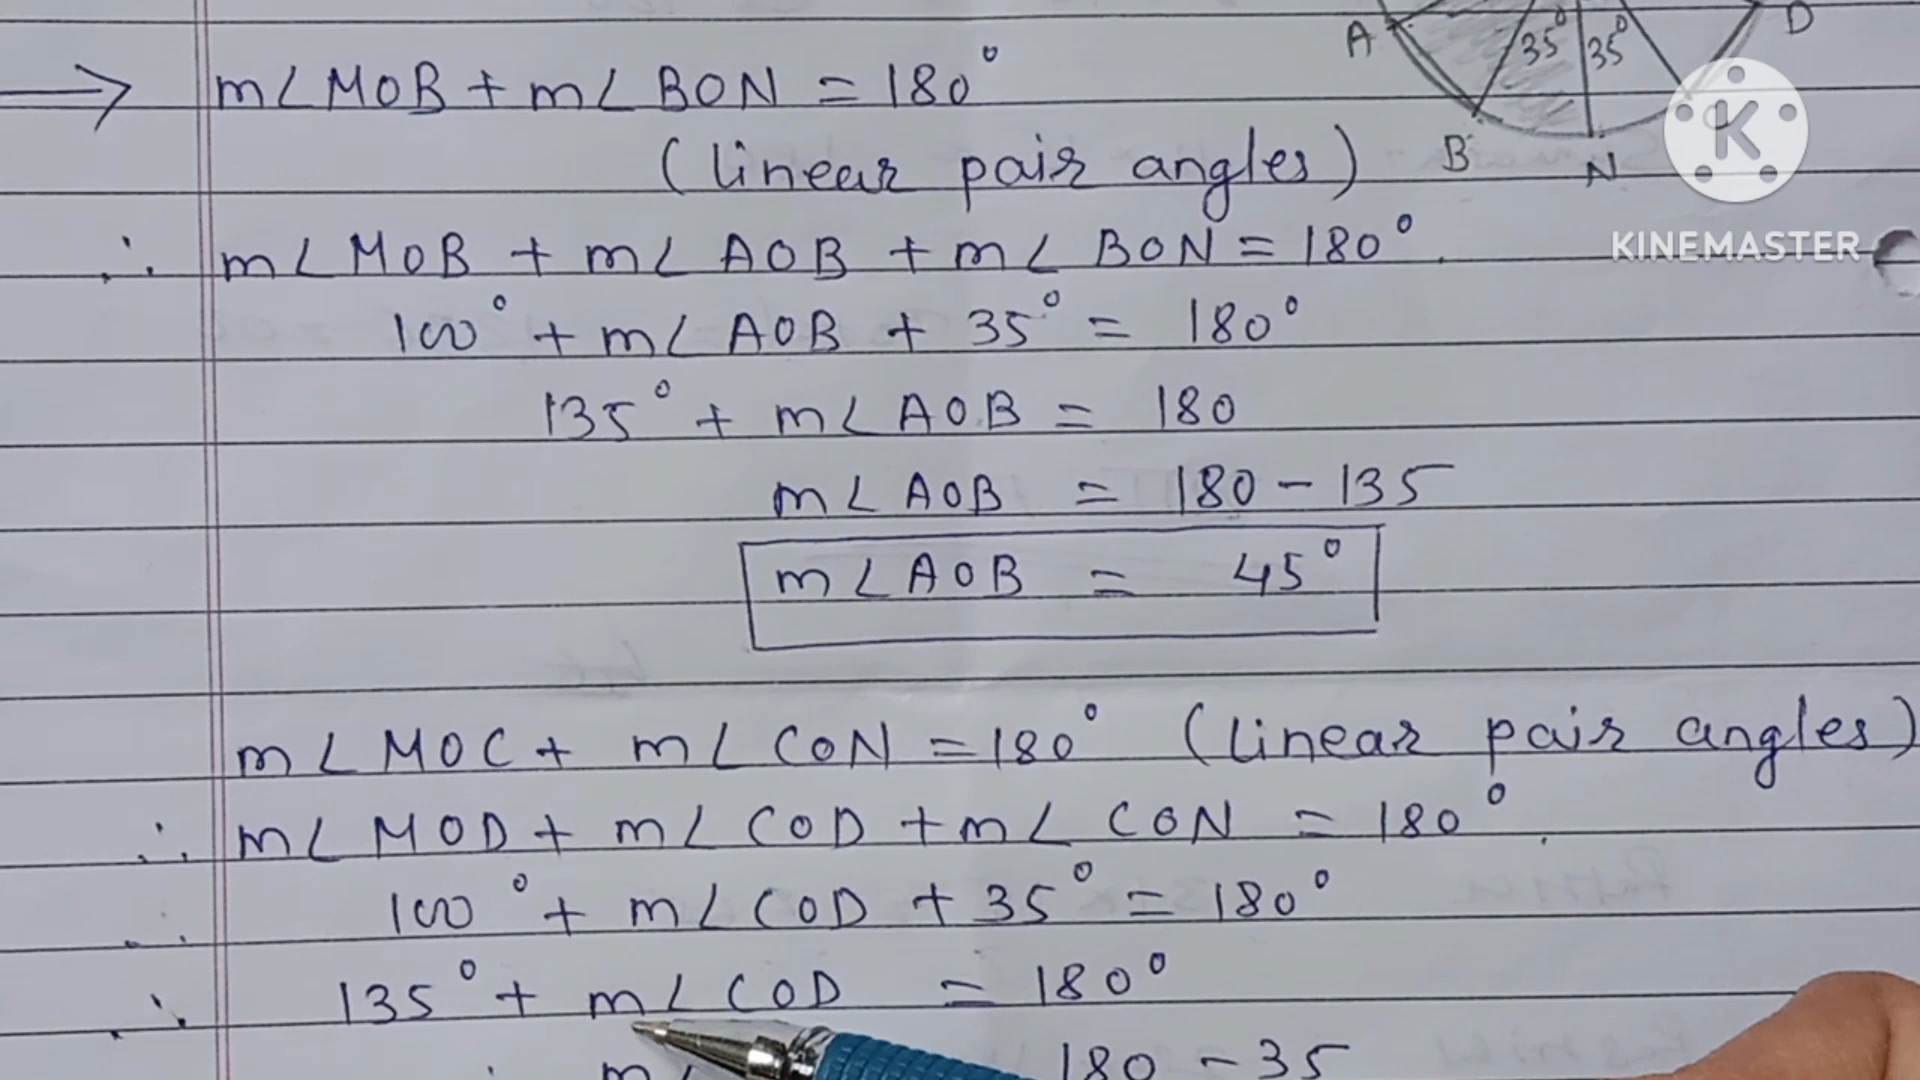 A
35° 35°
D
→ m∠MOB + m∠BON = 180°
(linear pair angles)
B N
K
KINEMASTER
∴ m∠MOB + m∠AOB + m∠BON = 180°.
100° + m∠AOB + 35° = 180°
135° + m∠AOB = 180
m∠AOB = 180 - 135
m∠AOB = 45°
m∠MOC + m∠CON = 180° (linear pair angles)
∴ m∠MOD + m∠COD + m∠CON = 180°.
∴ 100° + m∠COD + 35° = 180°
∴ 135° + m∠COD = 180°
180 - 35